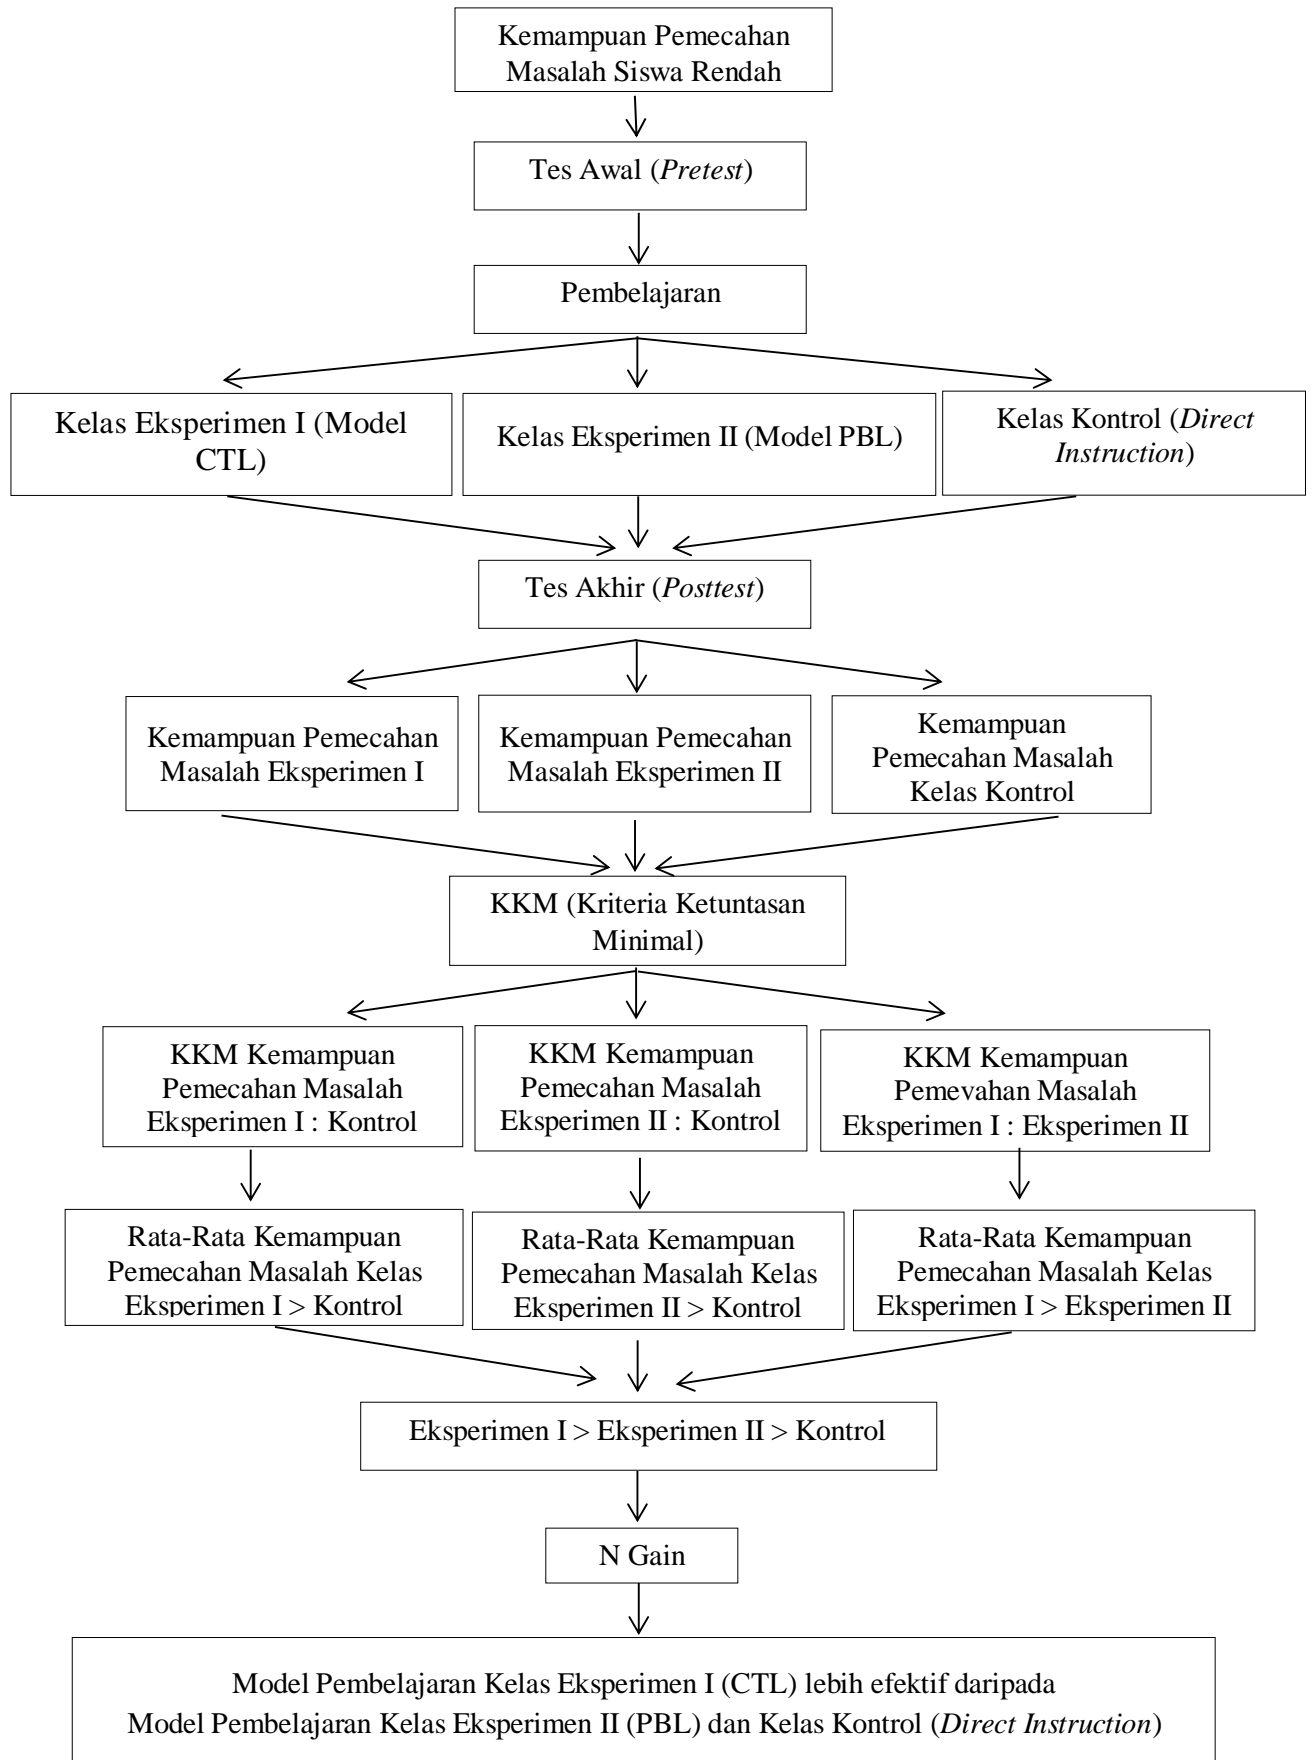 Kemampuan Pemecahan
Masalah Siswa Rendah
Tes Awal (Pretest)
Pembelajaran
Kelas Eksperimen I (Model
CTL)
Kelas Eksperimen II (Model PBL)
Kelas Kontrol (Direct
Instruction)
Tes Akhir (Posttest)
Kemampuan Pemecahan
Masalah Eksperimen I
Kemampuan Pemecahan
Masalah Eksperimen II
Kemampuan
Pemecahan Masalah
Kelas Kontrol
KKM (Kriteria Ketuntasan
Minimal)
KKM Kemampuan
Pemecahan Masalah
Eksperimen I : Kontrol
KKM Kemampuan
Pemecahan Masalah
Eksperimen II : Kontrol
KKM Kemampuan
Pemevahan Masalah
Eksperimen I : Eksperimen II
Rata-Rata Kemampuan
Pemecahan Masalah Kelas
Eksperimen I > Kontrol
Rata-Rata Kemampuan
Pemecahan Masalah Kelas
Eksperimen II > Kontrol
Rata-Rata Kemampuan
Pemecahan Masalah Kelas
Eksperimen I > Eksperimen II
Eksperimen I > Eksperimen II > Kontrol
N Gain
Model Pembelajaran Kelas Eksperimen I (CTL) lebih efektif daripada
Model Pembelajaran Kelas Eksperimen II (PBL) dan Kelas Kontrol (Direct Instruction)